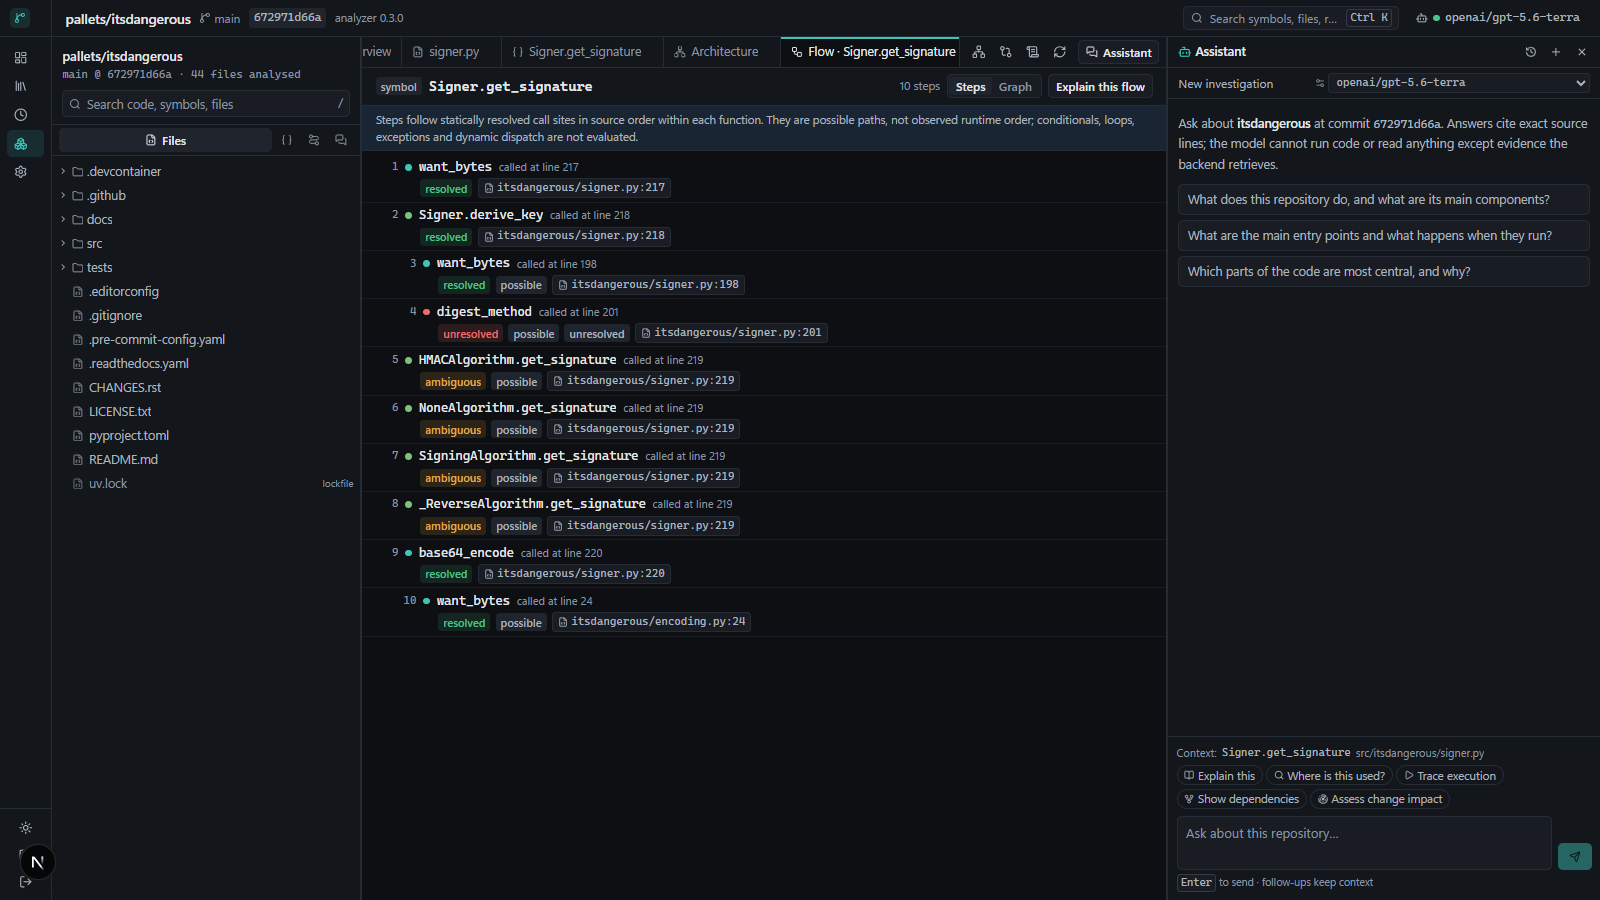 pallets/itsdangerous main 672971d66a analyzer 0.3.0
Search symbols, files, r... Ctrl K openai/gpt-5.6-terra
pallets/itsdangerous
main @ 672971d66a · 44 files analysed
Search code, symbols, files /
Files
.devcontainer
.github
docs
src
tests
.editorconfig
.gitignore
.pre-commit-config.yaml
.readthedocs.yaml
CHANGES.rst
LICENSE.txt
pyproject.toml
README.md
uv.lock lockfile
N
rview signer.py Signer.get_signature Architecture Flow · Signer.get_signature Assistant
symbol Signer.get_signature 10 steps Steps Graph Explain this flow
Steps follow statically resolved call sites in source order within each function. They are possible paths, not observed runtime order; conditionals, loops,
exceptions and dynamic dispatch are not evaluated.
1 want_bytes called at line 217
resolved itsdangerous/signer.py:217
2 Signer.derive_key called at line 218
resolved itsdangerous/signer.py:218
3 want_bytes called at line 198
resolved possible itsdangerous/signer.py:198
4 digest_method called at line 201
unresolved possible unresolved itsdangerous/signer.py:201
5 HMACAlgorithm.get_signature called at line 219
ambiguous possible itsdangerous/signer.py:219
6 NoneAlgorithm.get_signature called at line 219
ambiguous possible itsdangerous/signer.py:219
7 SigningAlgorithm.get_signature called at line 219
ambiguous possible itsdangerous/signer.py:219
8 _ReverseAlgorithm.get_signature called at line 219
ambiguous possible itsdangerous/signer.py:219
9 base64_encode called at line 220
resolved itsdangerous/signer.py:220
10 want_bytes called at line 24
resolved possible itsdangerous/encoding.py:24
Assistant
New investigation openai/gpt-5.6-terra
Ask about itsdangerous at commit 672971d66a. Answers cite exact source
lines; the model cannot run code or read anything except evidence the
backend retrieves.
What does this repository do, and what are its main components?
What are the main entry points and what happens when they run?
Which parts of the code are most central, and why?
Context: Signer.get_signature src/itsdangerous/signer.py
Explain this Where is this used? Trace execution
Show dependencies Assess change impact
Ask about this repository...
Enter to send · follow-ups keep context